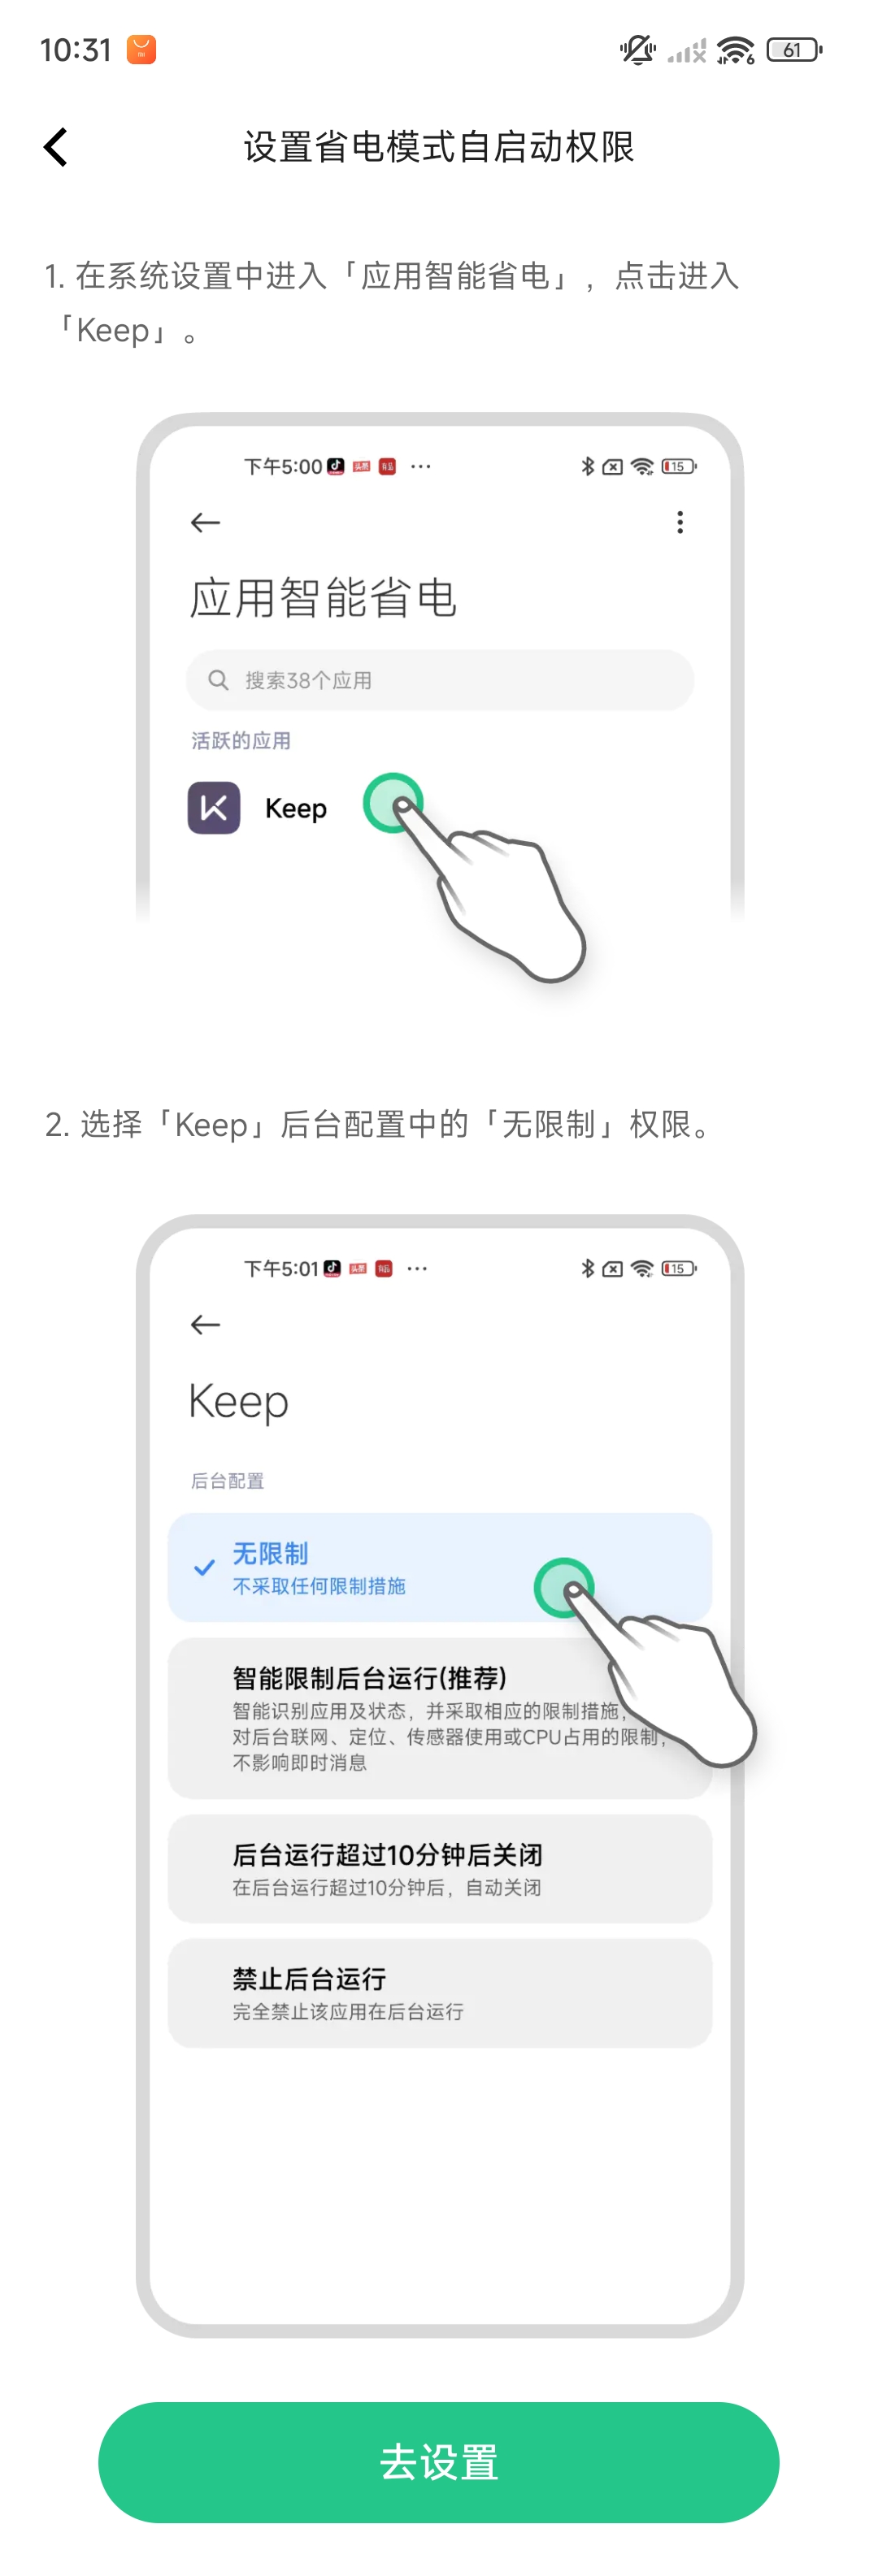 10:31
61
设置省电模式自启动权限
1. 在系统设置中进入「应用智能省电」，点击进入
「Keep」。
下午5:00 头条 有品 ···
15
应用智能省电
搜索38个应用
活跃的应用
Keep
2. 选择「Keep」后台配置中的「无限制」权限。
下午5:01 头条 有品 ···
15
Keep
后台配置
无限制
不采取任何限制措施
智能限制后台运行(推荐)
智能识别应用及状态，并采取相应的限制措施，
对后台联网、定位、传感器使用或CPU占用的限制，
不影响即时消息
后台运行超过10分钟后关闭
在后台运行超过10分钟后，自动关闭
禁止后台运行
完全禁止该应用在后台运行
去设置